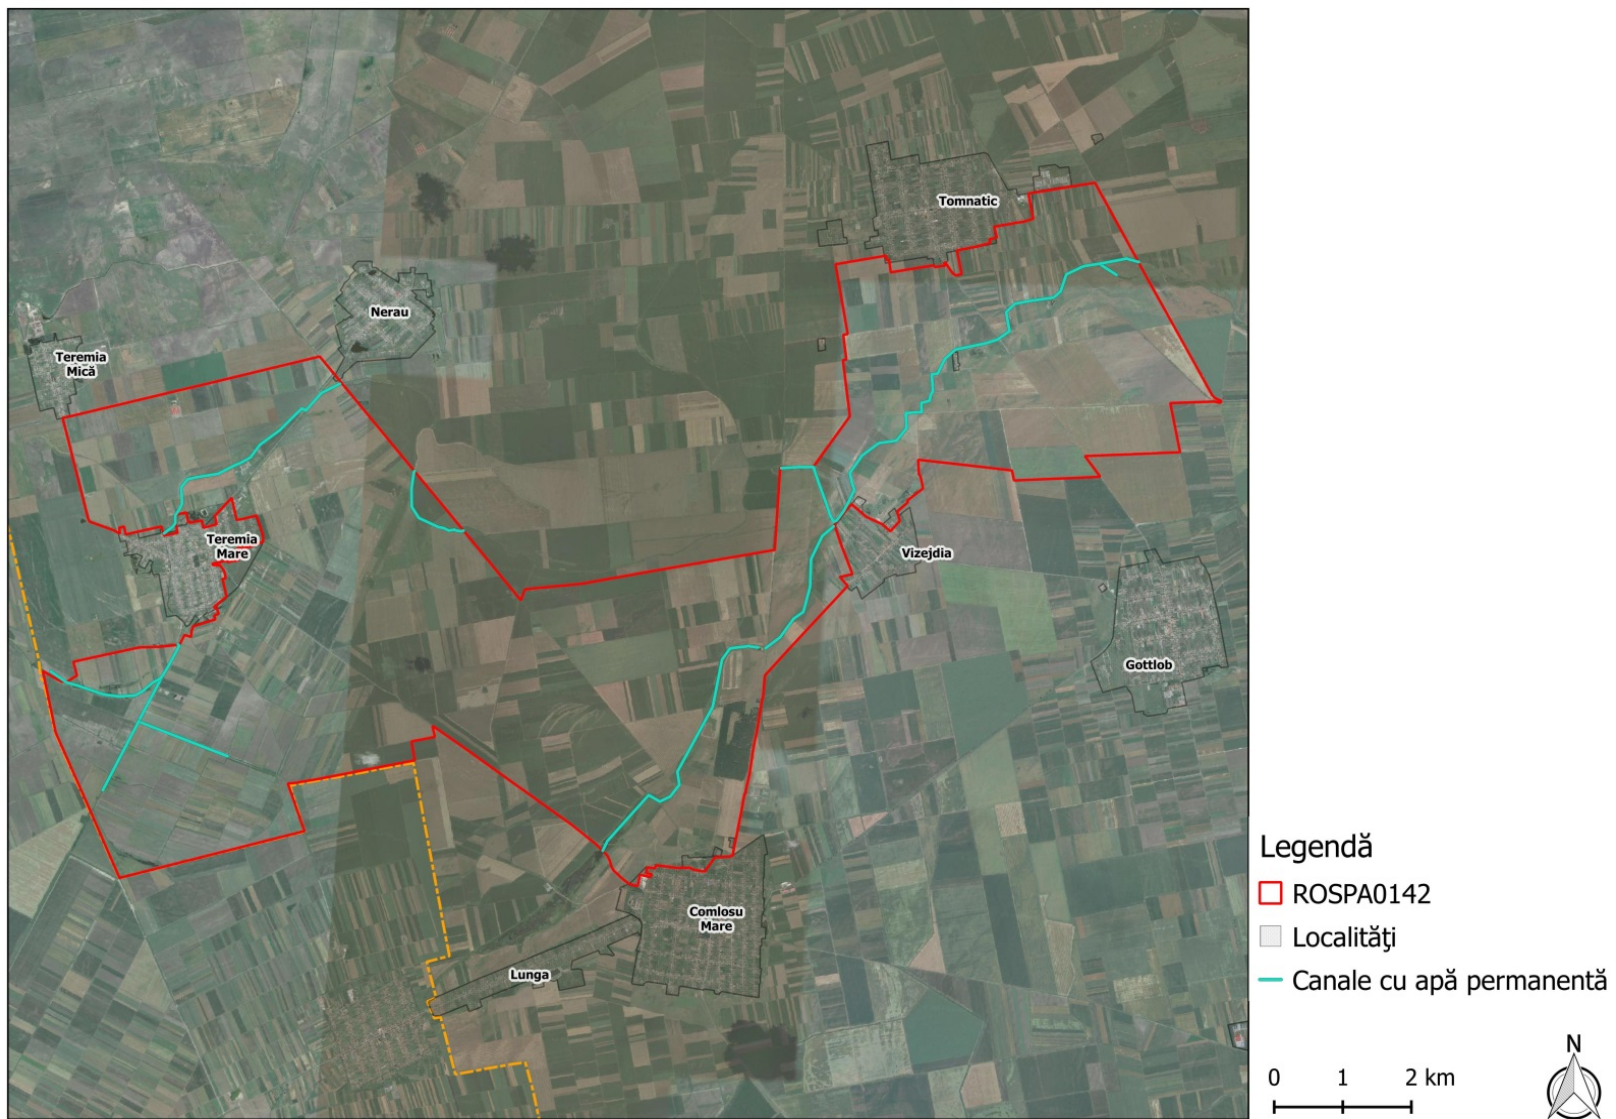 Tomnatic
Nerau
Teremia
Mică
Teremia
Mare
Vizejdia
Gottlob
Comlosu
Mare
Lunga
Legendă
ROSPA0142
Localităţi
Canale cu apă permanentă
N
0 1 2 km